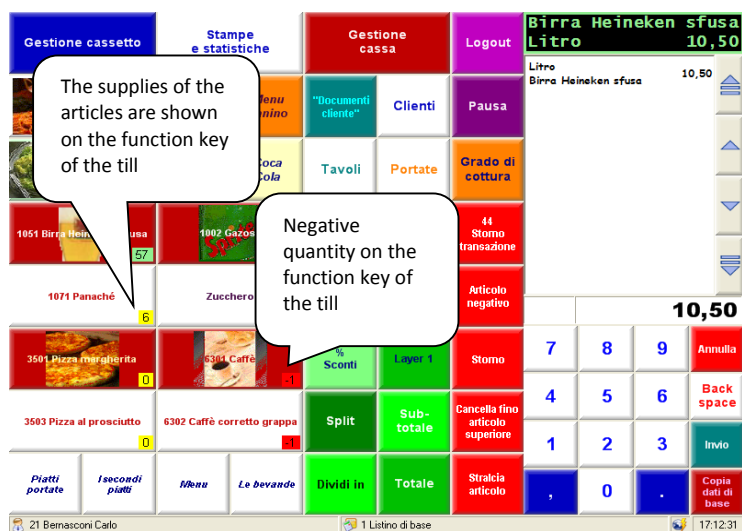 Gestione cassetto
Stampe
e statistiche
Gestione
cassa
Logout
Birra Heineken sfusa
Litro 10,50
Litro
Birra Heineken sfusa 10,50
The supplies of the
articles are shown
on the function key
of the till
Menu
"Documenti
cliente"
Clienti
Pausa
Coca
Cola
Tavoli
Portate
Grado di
cottura
1051 Birra
57
1002
Negative
quantity on the
function key of
the till
44
Storno
transazione
1071 Panaché
6
Zucchero
Articolo
negativo
10,50
3501 Pizza margherita
0
6301 Caffè
-1
%
Sconti
Layer 1
Storno
7 8 9
Annulla
3503 Pizza al prosciutto
0
6302 Caffè corretto grappa
-1
Split
Sub-
totale
Cancella fino
articolo
superiore
4 5 6
Back
space
1 2 3
Invio
Piatti
portate
I secondi
piatti
Menu
Le bevande
Dividi in
Totale
Stralcia
articolo
, 0 .
Copia
dati di
base
21 Bernasconi Carlo
1 Listino di base
17:12:31